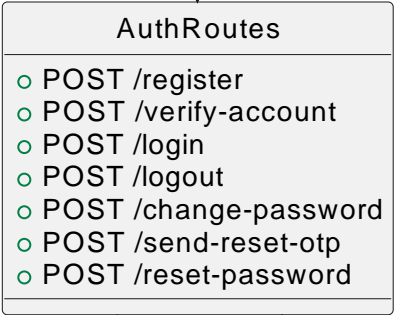 AuthRoutes
POST /register
POST /verify-account
POST /login
POST /logout
POST /change-password
POST /send-reset-otp
POST /reset-password